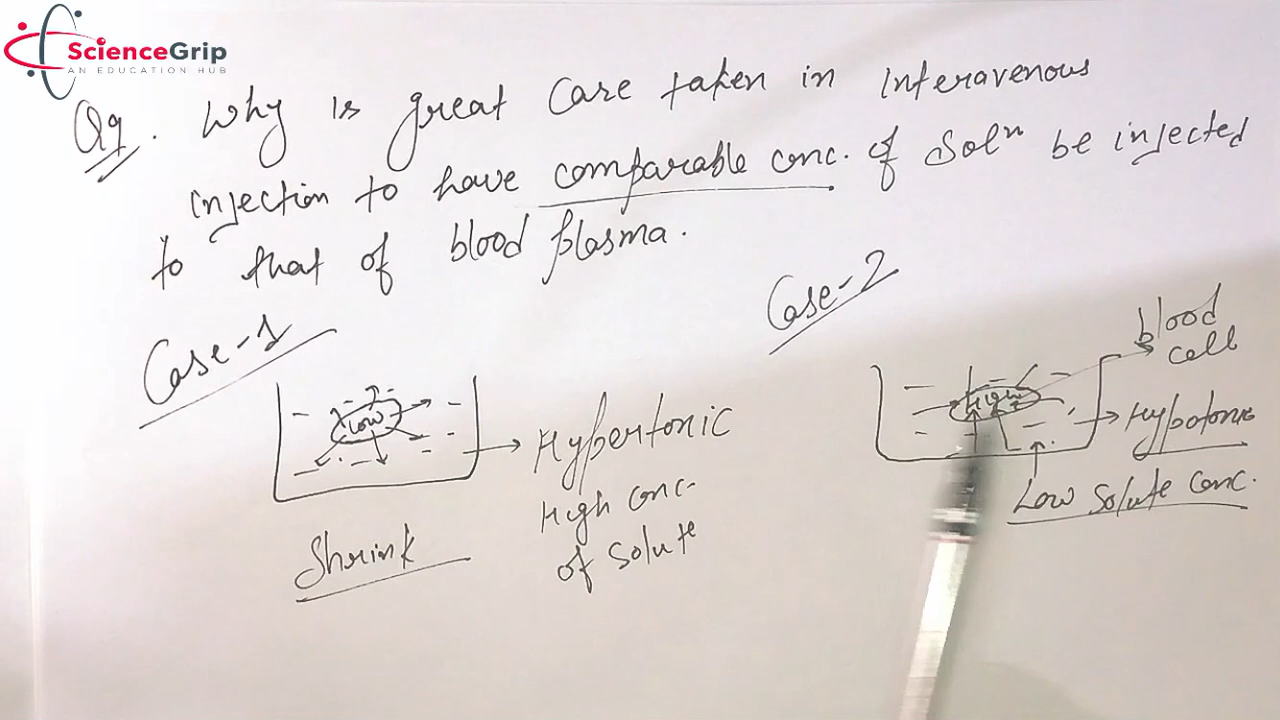 ScienceGrip
AN EDUCATION HUB
Q9. Why is great care taken in interavenous
injection to have comparable conc. of Solⁿ be injected
to that of blood plasma.
Case-1
Case-2
blood
cell
Low
High
Hypertonic
Hypotonic
High conc.
of solute
Low Solute Conc.
Shrink